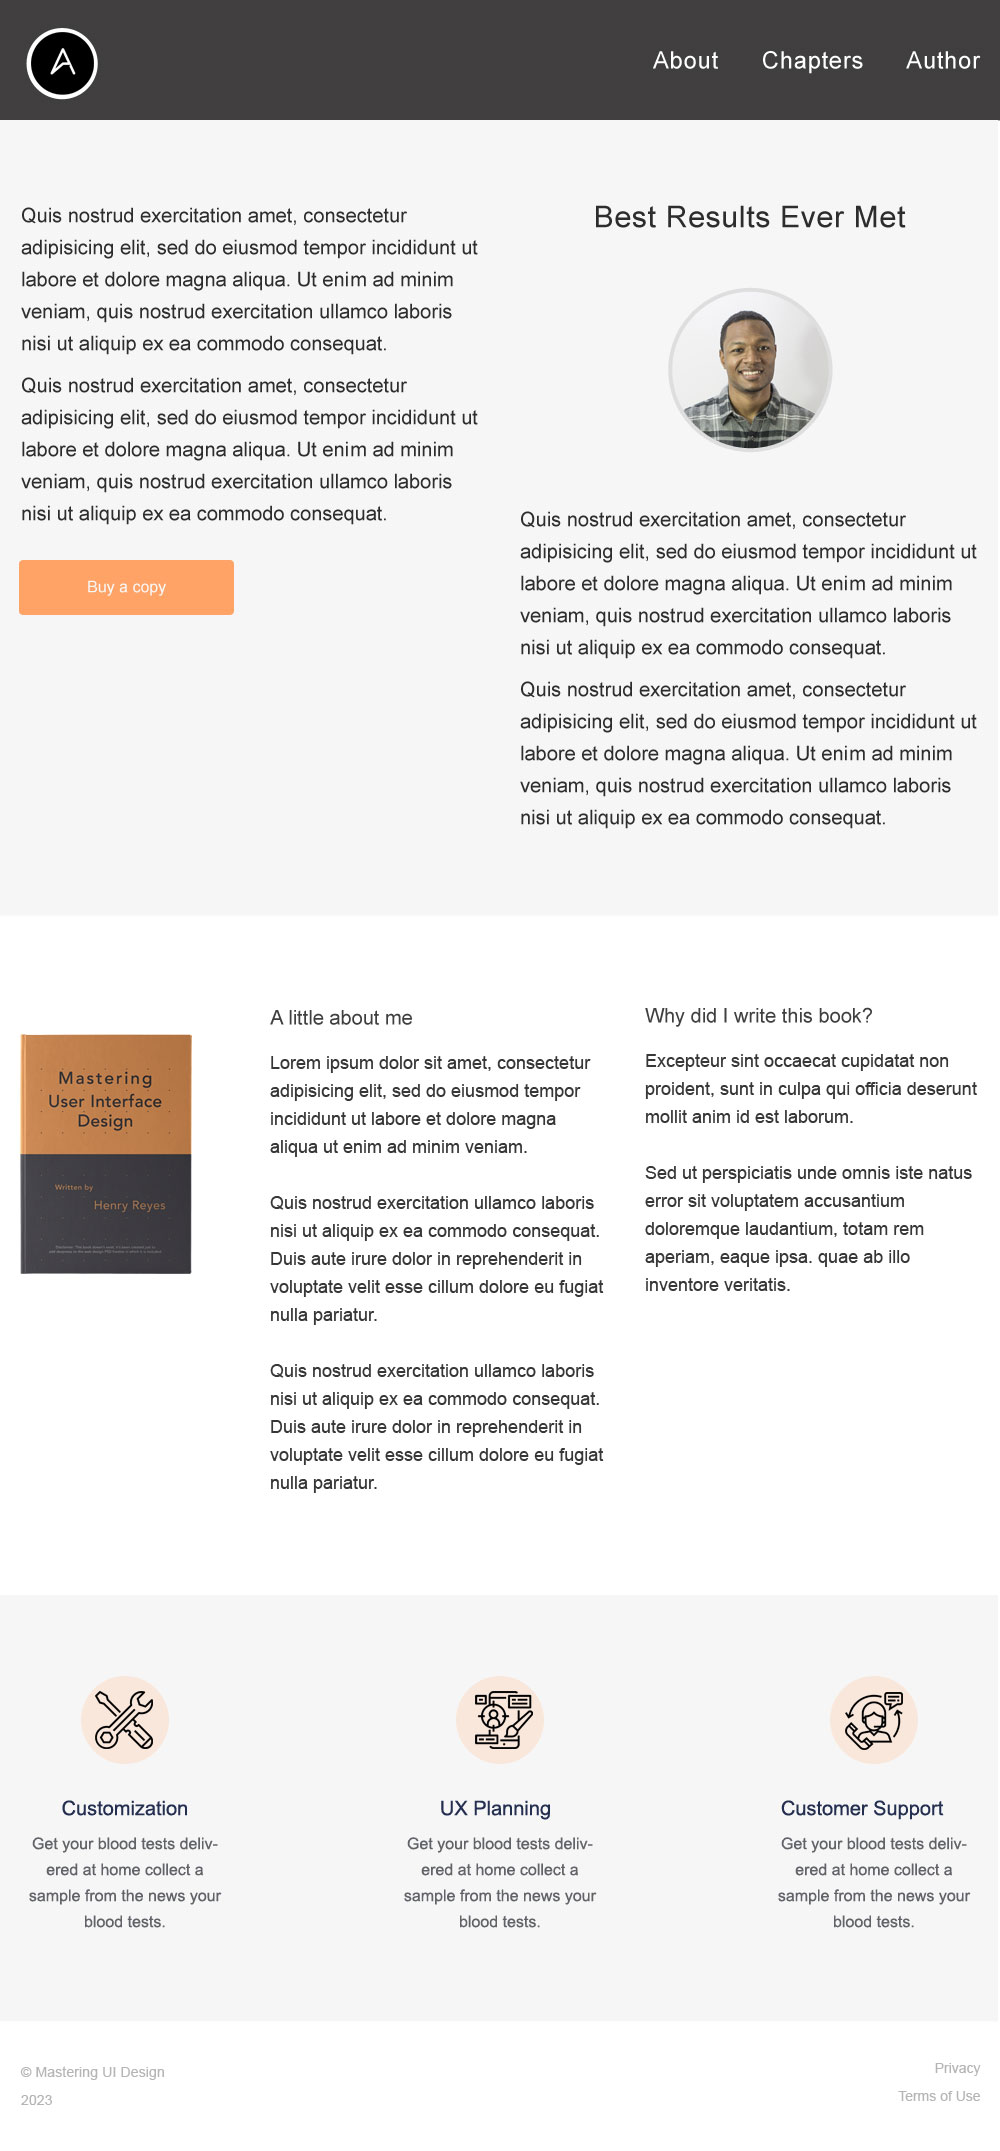 A
About Chapters Author
Quis nostrud exercitation amet, consectetur
adipisicing elit, sed do eiusmod tempor incididunt ut
labore et dolore magna aliqua. Ut enim ad minim
veniam, quis nostrud exercitation ullamco laboris
nisi ut aliquip ex ea commodo consequat.
Quis nostrud exercitation amet, consectetur
adipisicing elit, sed do eiusmod tempor incididunt ut
labore et dolore magna aliqua. Ut enim ad minim
veniam, quis nostrud exercitation ullamco laboris
nisi ut aliquip ex ea commodo consequat.
Buy a copy
Best Results Ever Met
Quis nostrud exercitation amet, consectetur
adipisicing elit, sed do eiusmod tempor incididunt ut
labore et dolore magna aliqua. Ut enim ad minim
veniam, quis nostrud exercitation ullamco laboris
nisi ut aliquip ex ea commodo consequat.
Quis nostrud exercitation amet, consectetur
adipisicing elit, sed do eiusmod tempor incididunt ut
labore et dolore magna aliqua. Ut enim ad minim
veniam, quis nostrud exercitation ullamco laboris
nisi ut aliquip ex ea commodo consequat.
Mastering
User Interface
Design
Written by
Henry Reyes
A little about me
Lorem ipsum dolor sit amet, consectetur
adipisicing elit, sed do eiusmod tempor
incididunt ut labore et dolore magna
aliqua ut enim ad minim veniam.
Quis nostrud exercitation ullamco laboris
nisi ut aliquip ex ea commodo consequat.
Duis aute irure dolor in reprehenderit in
voluptate velit esse cillum dolore eu fugiat
nulla pariatur.
Quis nostrud exercitation ullamco laboris
nisi ut aliquip ex ea commodo consequat.
Duis aute irure dolor in reprehenderit in
voluptate velit esse cillum dolore eu fugiat
nulla pariatur.
Why did I write this book?
Excepteur sint occaecat cupidatat non
proident, sunt in culpa qui officia deserunt
mollit anim id est laborum.
Sed ut perspiciatis unde omnis iste natus
error sit voluptatem accusantium
doloremque laudantium, totam rem
aperiam, eaque ipsa. quae ab illo
inventore veritatis.
Customization
Get your blood tests deliv-
ered at home collect a
sample from the news your
blood tests.
UX Planning
Get your blood tests deliv-
ered at home collect a
sample from the news your
blood tests.
Customer Support
Get your blood tests deliv-
ered at home collect a
sample from the news your
blood tests.
© Mastering UI Design
2023
Privacy
Terms of Use